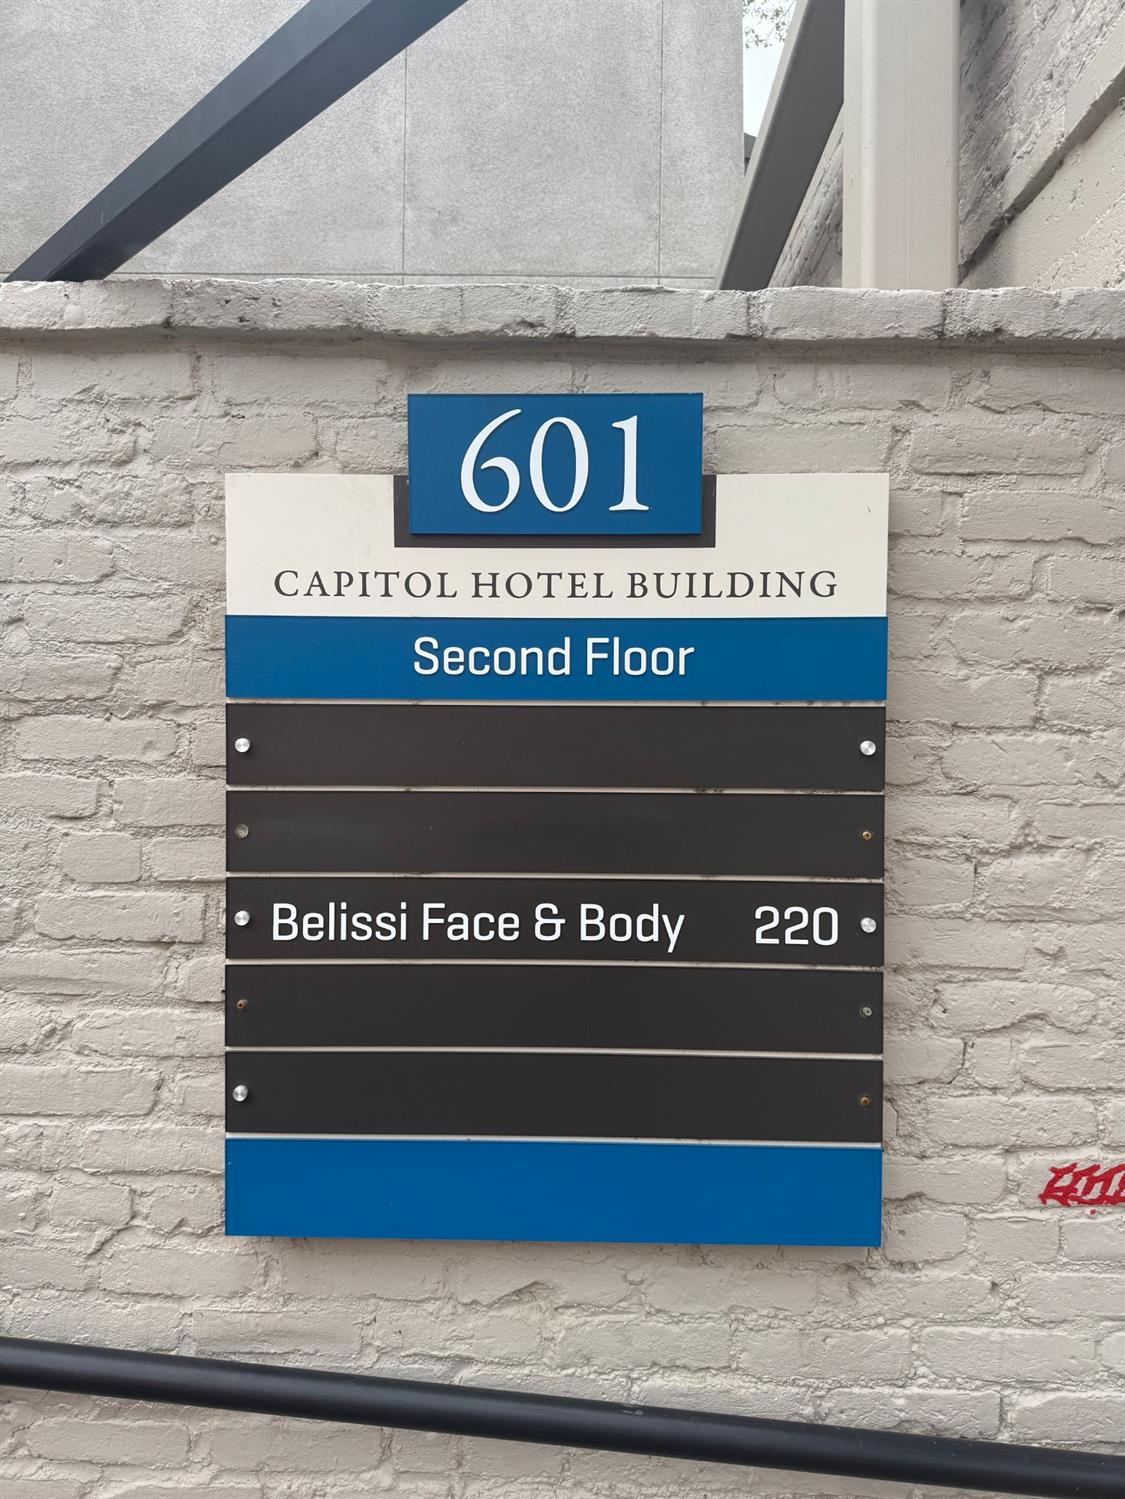 601
CAPITOL HOTEL BUILDING
Second Floor
Belissi Face & Body 220